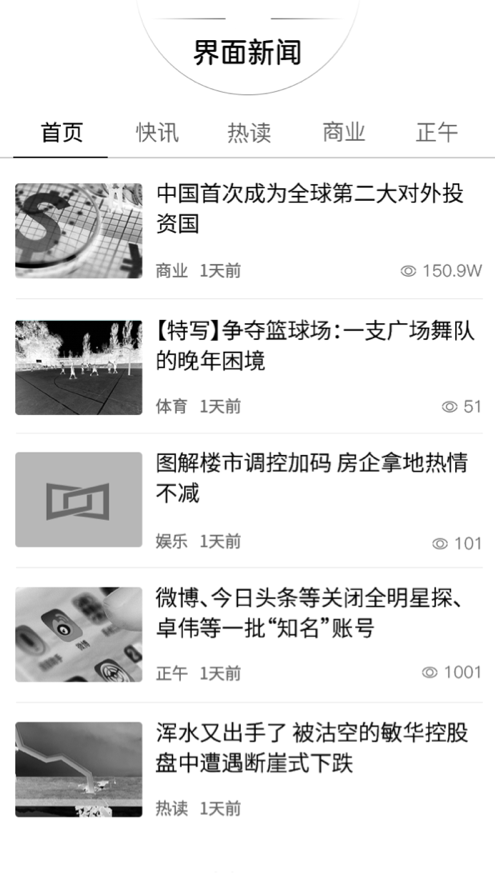 界面新闻
首页 快讯 热读 商业 正午
中国首次成为全球第二大对外投
资国
商业 1天前 150.9W
【特写】争夺篮球场：一支广场舞队
的晚年困境
体育 1天前 51
图解楼市调控加码 房企拿地热情
不减
娱乐 1天前 101
微博、今日头条等关闭全明星探、
卓伟等一批“知名”账号
正午 1天前 1001
浑水又出手了 被沽空的敏华控股
盘中遭遇断崖式下跌
热读 1天前